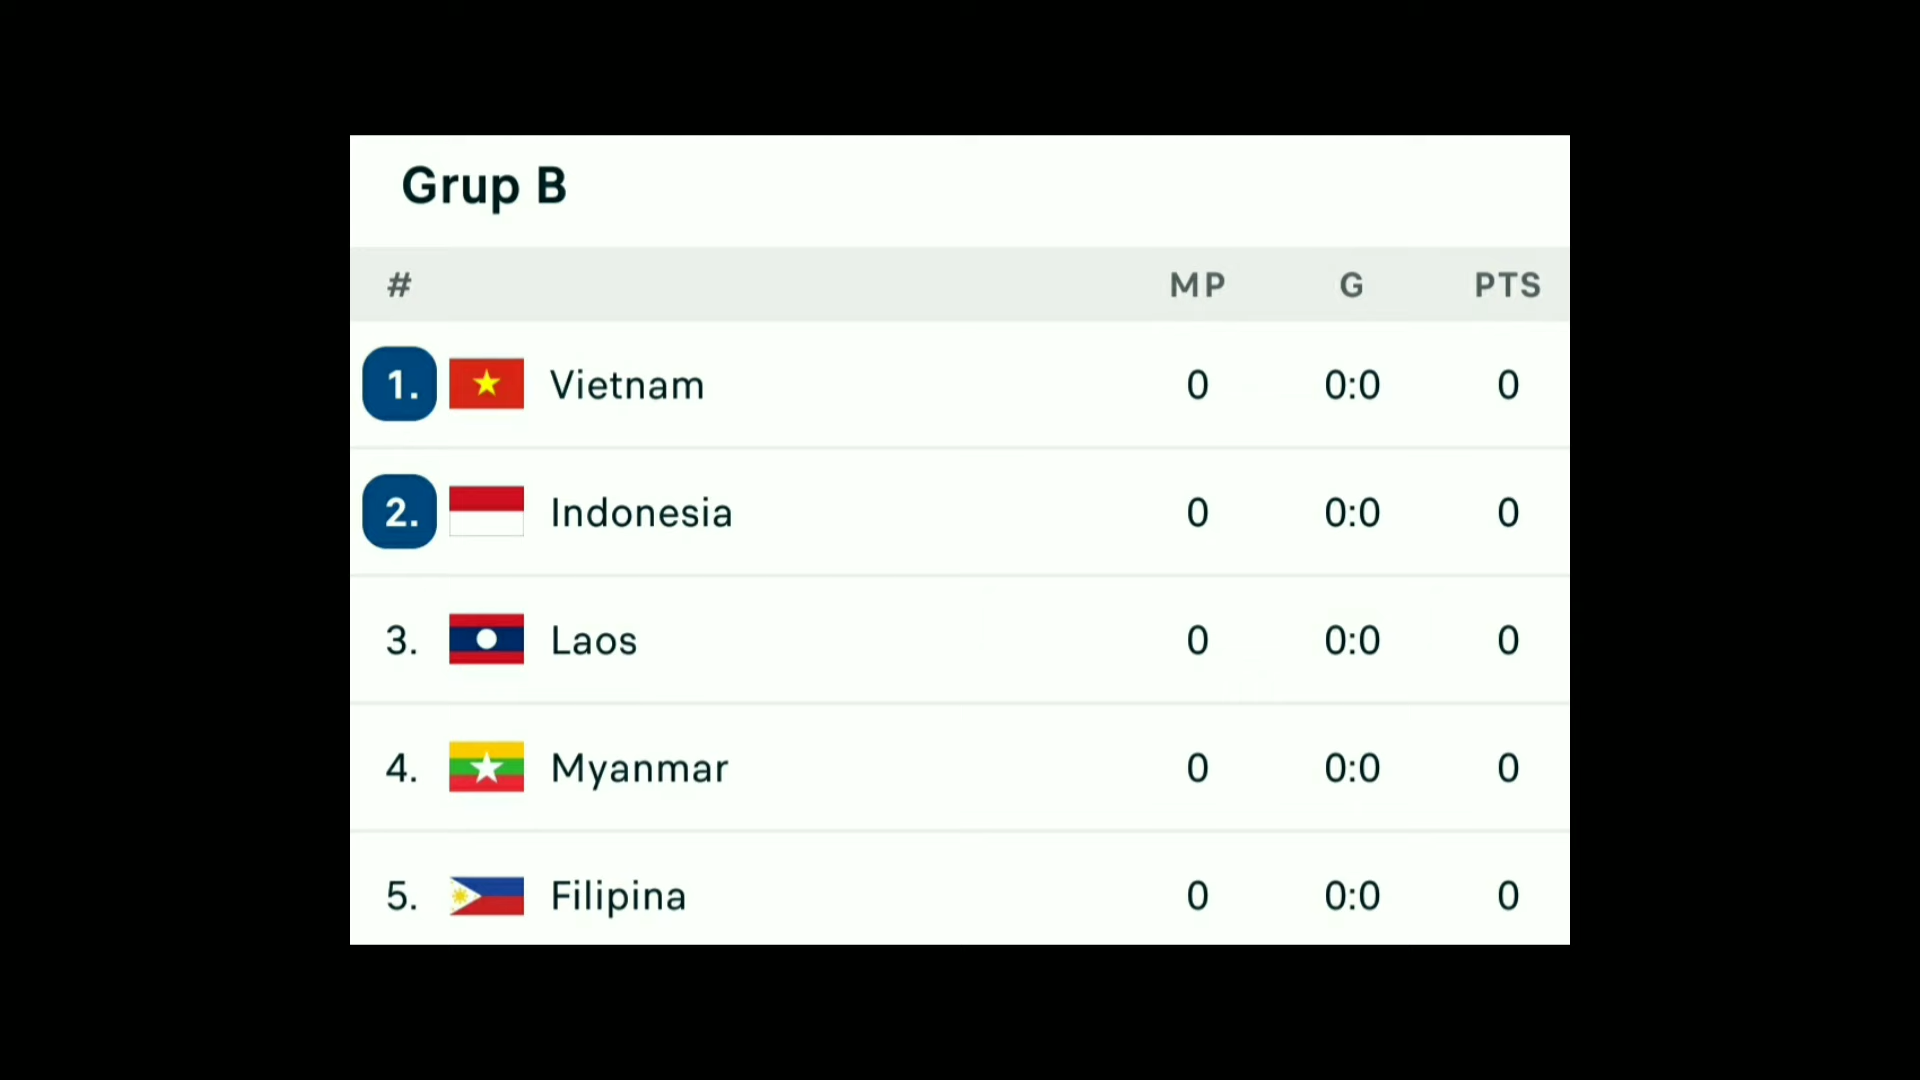 Grup B
# MP G PTS
1. Vietnam 0 0:0 0
2. Indonesia 0 0:0 0
3. Laos 0 0:0 0
4. Myanmar 0 0:0 0
5. Filipina 0 0:0 0